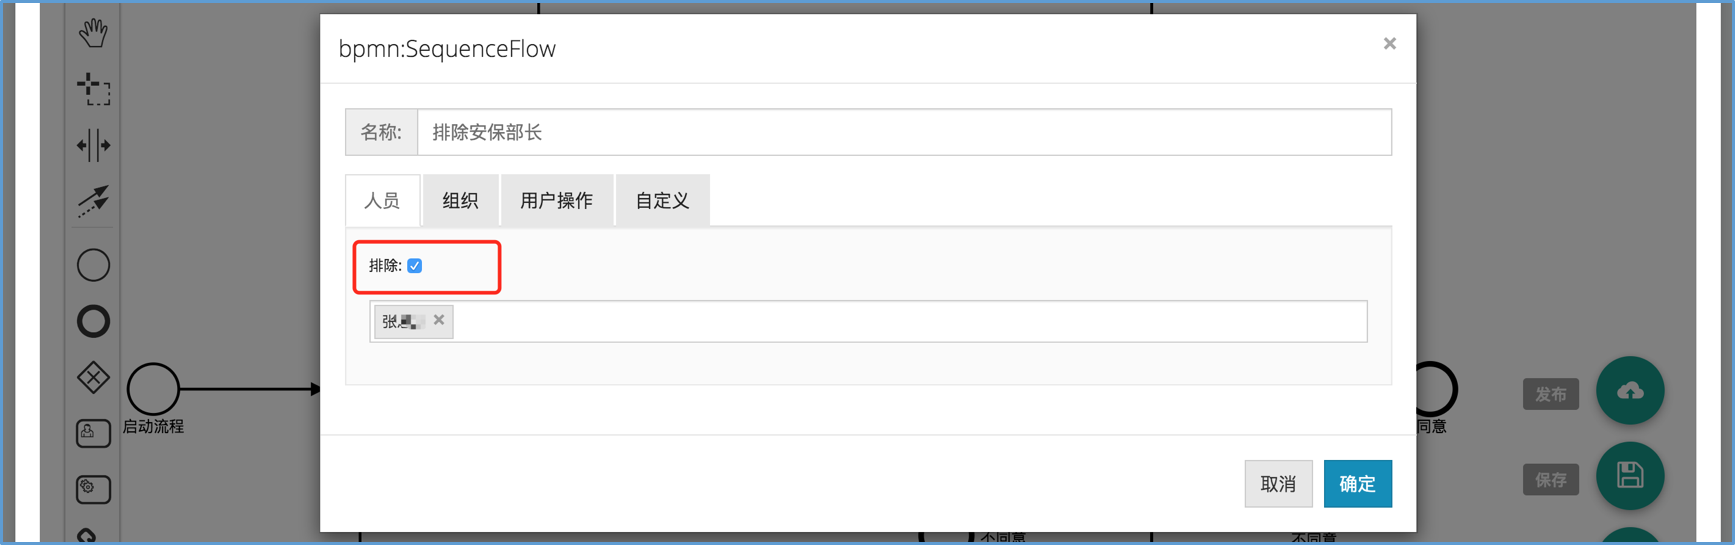 bpmn:SequenceFlow
×
名称: 排除安保部长
人员 组织 用户操作 自定义
排除:
张
启动流程
同意
发布
保存
取消 确定
不同意
不同意